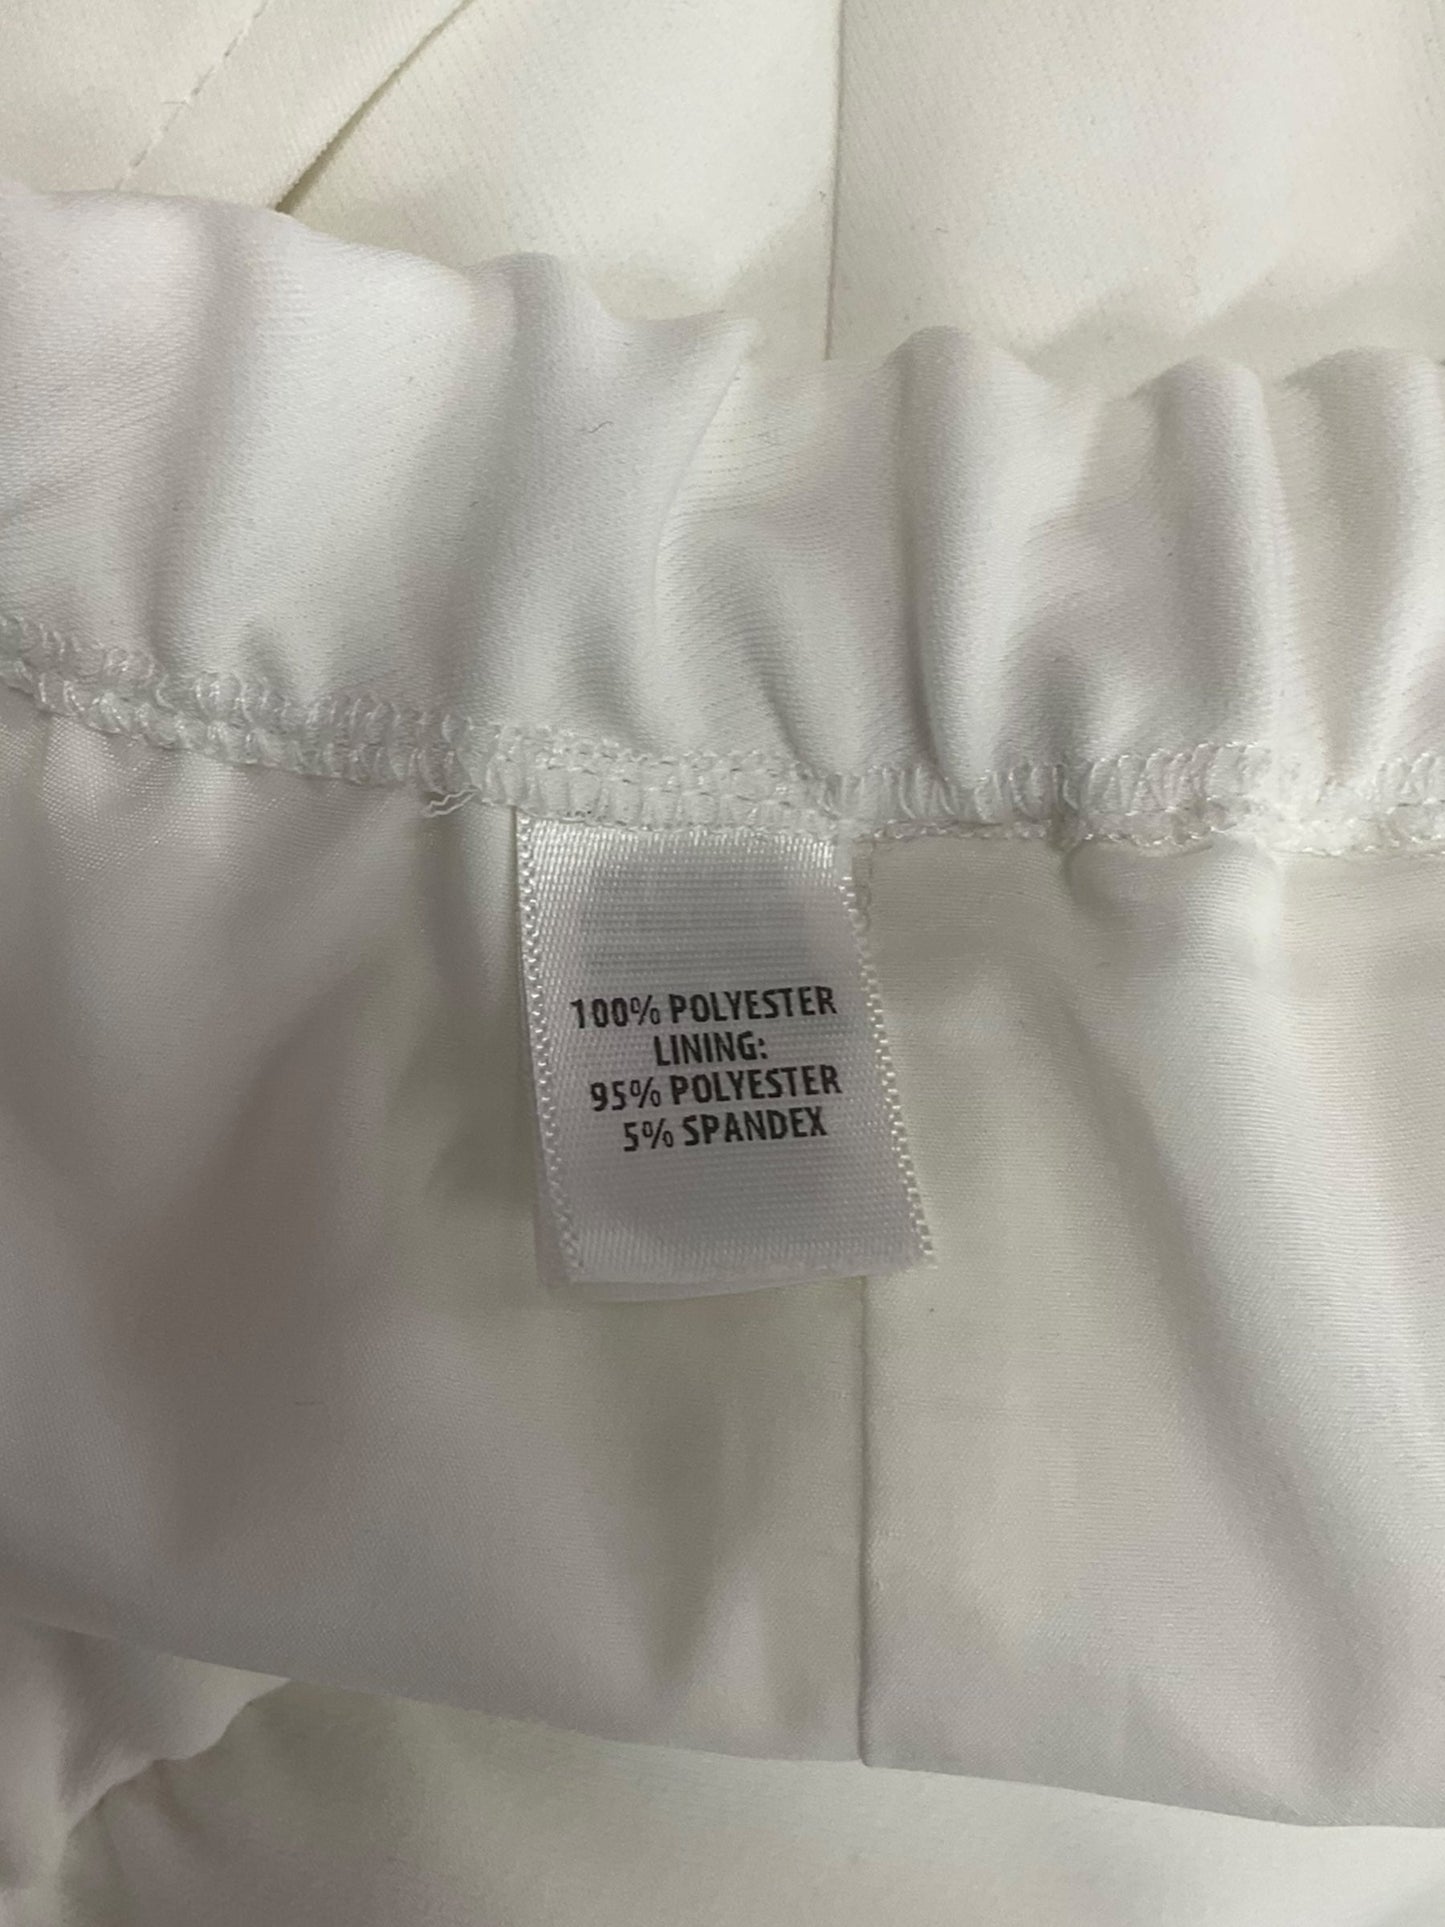 100% POLYESTER
LINING:
95% POLYESTER
5% SPANDEX